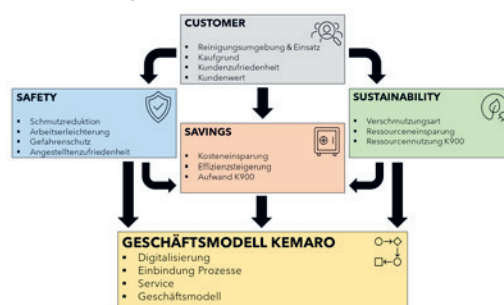 CUSTOMER
Reinigungsumgebung & Einsatz
Kaufgrund
Kundenzufriedenheit
Kundenwert
SAFETY
Schmutzreduktion
Arbeitserleichterung
Gefahrenschutz
Angestelltenzufriedenheit
SAVINGS
Kosteneinsparung
Effizienzsteigerung
Aufwand K900
SUSTAINABILITY
Verschmutzungsart
Ressourceneinsparung
Ressourcennutzung K900
GESCHÄFTSMODELL KEMARO
Digitalisierung
Einbindung Prozesse
Service
Geschäftsmodell